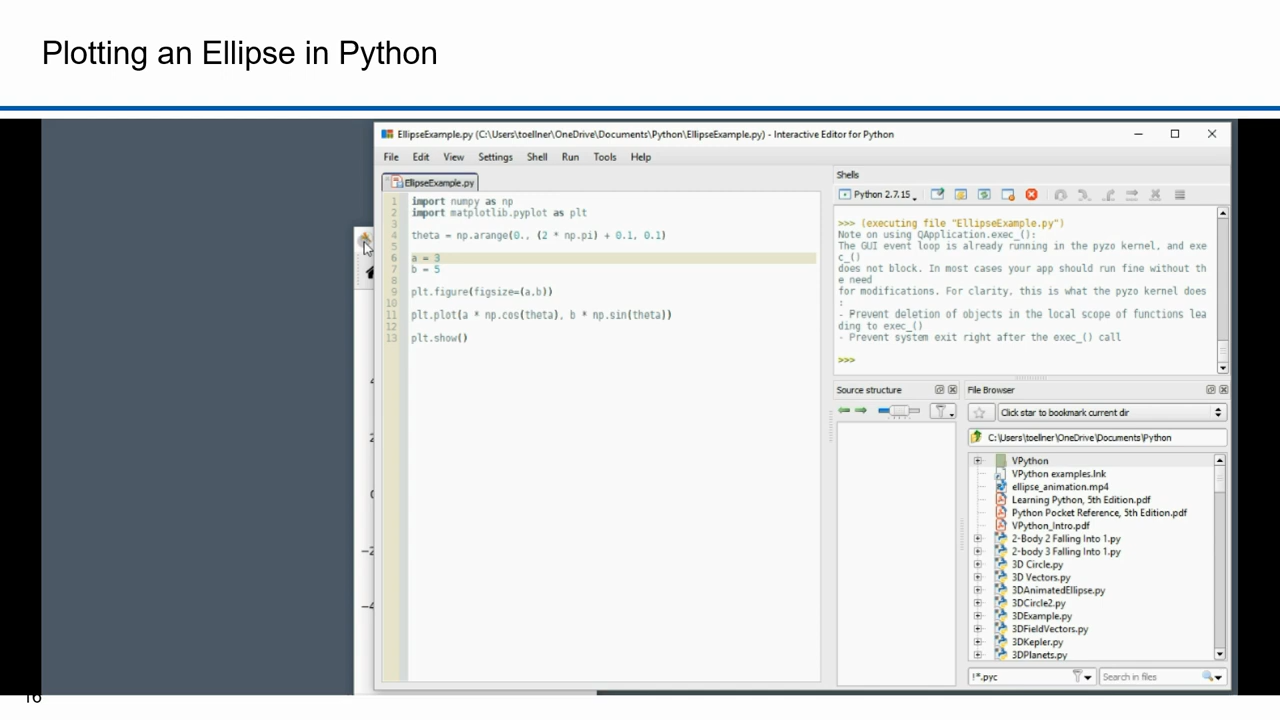 Plotting an Ellipse in Python
EllipseExample.py (C:\Users\toellner\OneDrive\Documents\Python\EllipseExample.py) - Interactive Editor for Python
File Edit View Settings Shell Run Tools Help
EllipseExample.py
1 import numpy as np
2 import matplotlib.pyplot as plt
3
4 theta = np.arange(0., (2 * np.pi) + 0.1, 0.1)
5
6 a = 3
7 b = 5
8
9 plt.figure(figsize=(a,b))
10
11 plt.plot(a * np.cos(theta), b * np.sin(theta))
12
13 plt.show()
Shells
Python 2.7.15
>>> (executing file "EllipseExample.py")
Note on using QApplication.exec_():
The GUI event loop is already running in the pyzo kernel, and exe
c_()
does not block. In most cases your app should run fine without th
e need
for modifications. For clarity, this is what the pyzo kernel does
:
- Prevent deletion of objects in the local scope of functions lea
ding to exec_()
- Prevent system exit right after the exec_() call
>>>
Source structure
File Browser
Click star to bookmark current dir
C:\Users\toellner\OneDrive\Documents\Python
VPython
VPython examples.lnk
ellipse_animation.mp4
Learning Python, 5th Edition.pdf
Python Pocket Reference, 5th Edition.pdf
VPython_Intro.pdf
2-Body 2 Falling Into 1.py
2-body 3 Falling Into 1.py
3D Circle.py
3D Vectors.py
3DAnimatedEllipse.py
3DCircle2.py
3DExample.py
3DFieldVectors.py
3DKepler.py
3DPlanets.py
!*.pyc
Search in files
4
2
0
-2
-4
16